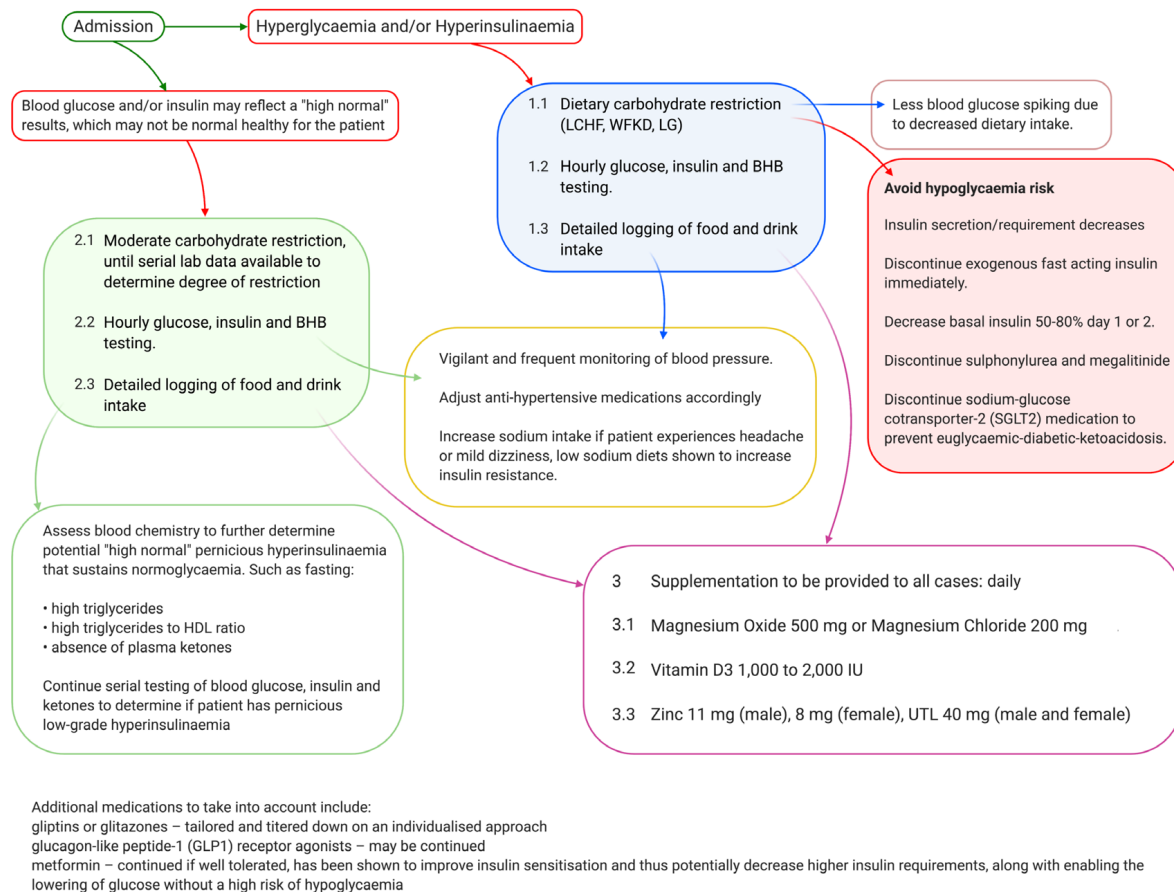 Admission
Hyperglycaemia and/or Hyperinsulinaemia
Blood glucose and/or insulin may reflect a "high normal"
results, which may not be normal healthy for the patient
1.1 Dietary carbohydrate restriction
(LCHF, WFKD, LG)
1.2 Hourly glucose, insulin and BHB
testing.
1.3 Detailed logging of food and drink
intake
Less blood glucose spiking due
to decreased dietary intake.
Avoid hypoglycaemia risk
Insulin secretion/requirement decreases
Discontinue exogenous fast acting insulin
immediately.
Decrease basal insulin 50-80% day 1 or 2.
Discontinue sulphonylurea and megalitinide
Discontinue sodium-glucose
cotransporter-2 (SGLT2) medication to
prevent euglycaemic-diabetic-ketoacidosis.
2.1 Moderate carbohydrate restriction,
until serial lab data available to
determine degree of restriction
2.2 Hourly glucose, insulin and BHB
testing.
2.3 Detailed logging of food and drink
intake
Vigilant and frequent monitoring of blood pressure.
Adjust anti-hypertensive medications accordingly
Increase sodium intake if patient experiences headache
or mild dizziness, low sodium diets shown to increase
insulin resistance.
Assess blood chemistry to further determine
potential "high normal" pernicious hyperinsulinaemia
that sustains normoglycaemia. Such as fasting:
• high triglycerides
• high triglycerides to HDL ratio
• absence of plasma ketones
Continue serial testing of blood glucose, insulin and
ketones to determine if patient has pernicious
low-grade hyperinsulinaemia
3 Supplementation to be provided to all cases: daily
3.1 Magnesium Oxide 500 mg or Magnesium Chloride 200 mg
3.2 Vitamin D3 1,000 to 2,000 IU
3.3 Zinc 11 mg (male), 8 mg (female), UTL 40 mg (male and female)
Additional medications to take into account include:
gliptins or glitazones – tailored and titered down on an individualised approach
glucagon-like peptide-1 (GLP1) receptor agonists – may be continued
metformin – continued if well tolerated, has been shown to improve insulin sensitisation and thus potentially decrease higher insulin requirements, along with enabling the
lowering of glucose without a high risk of hypoglycaemia